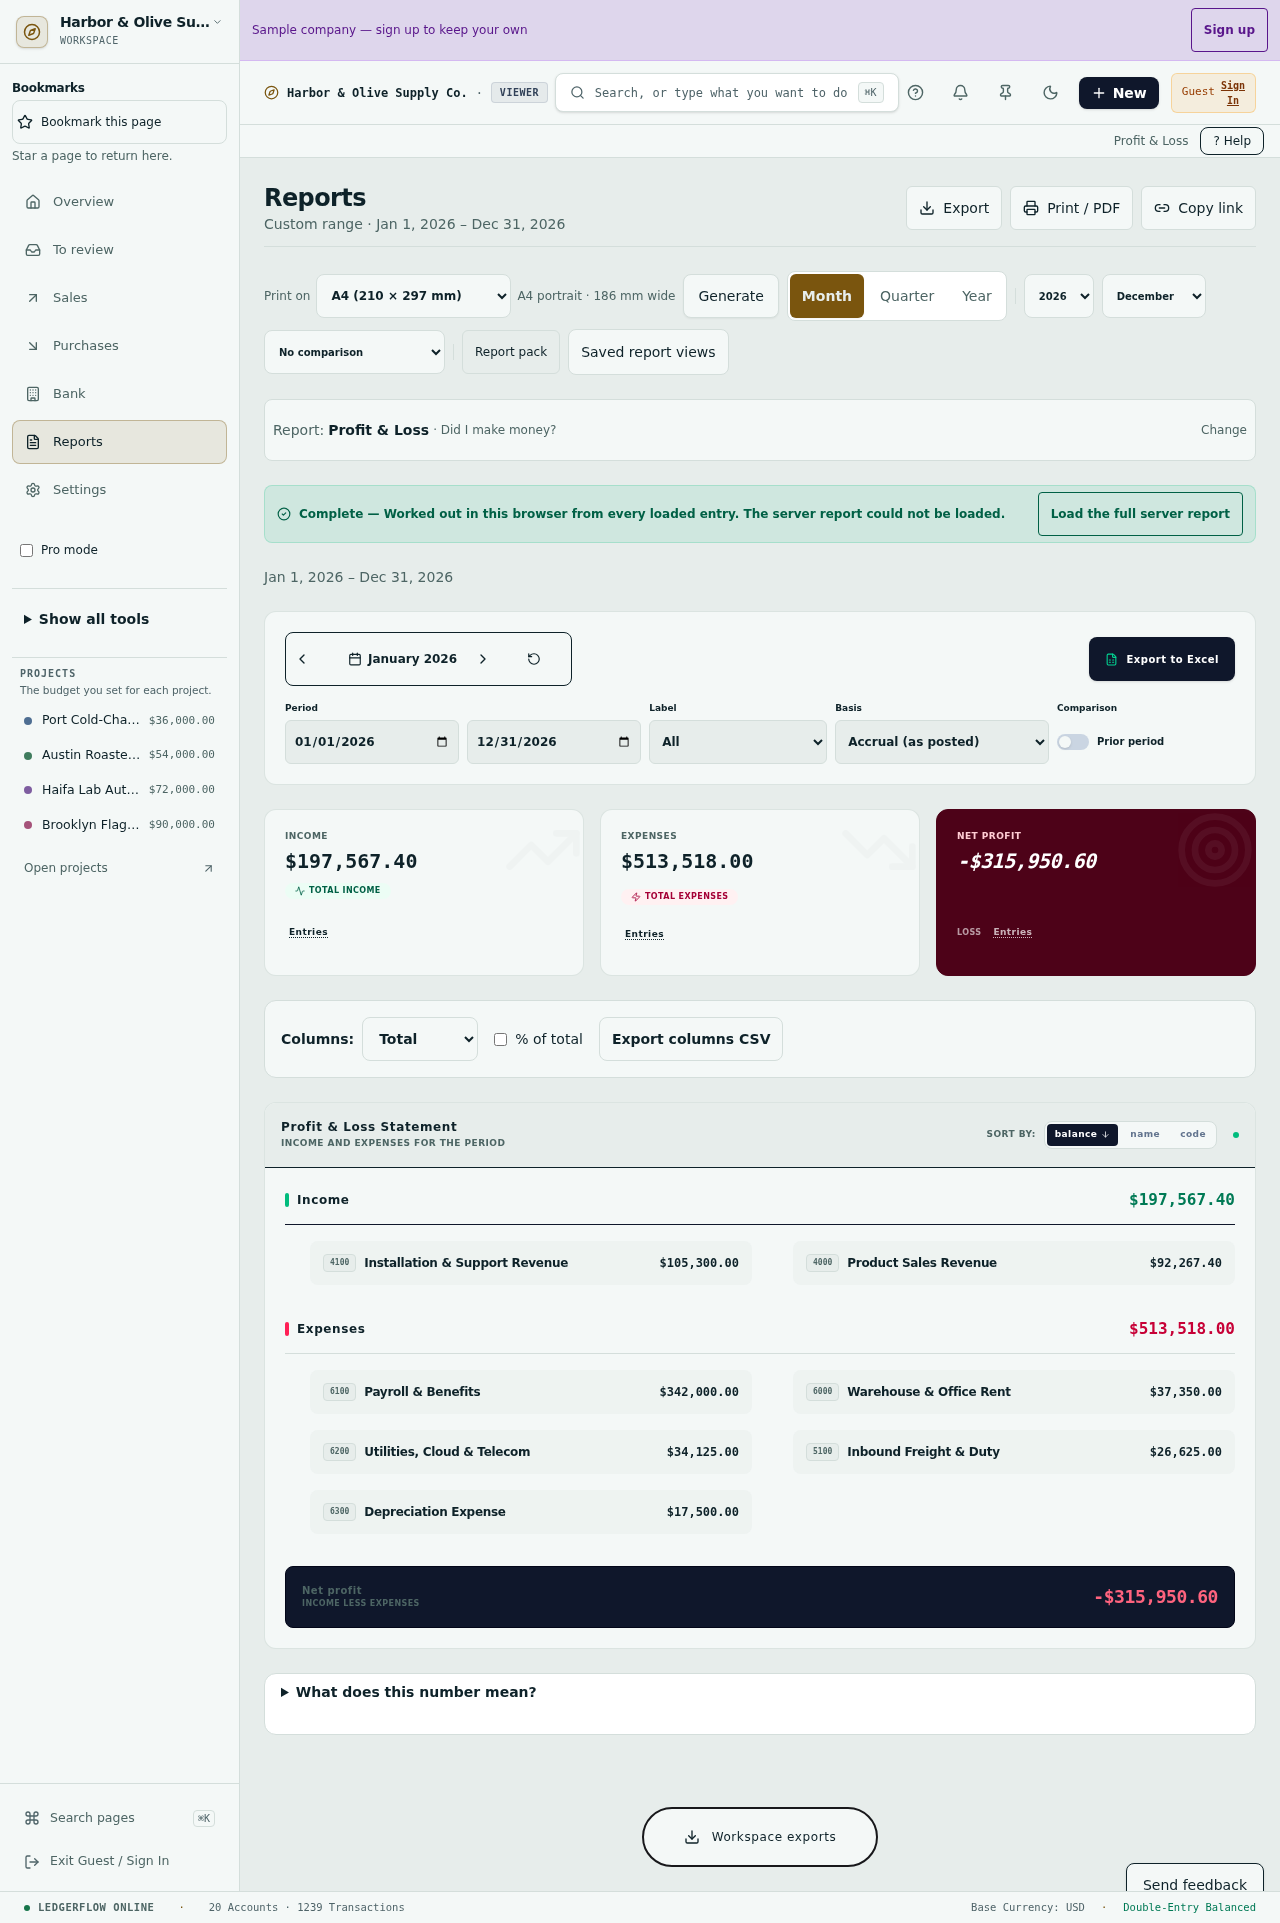 Harbor & Olive Su...
WORKSPACE
Bookmarks
Bookmark this page
Star a page to return here.
Overview
To review
Sales
Purchases
Bank
Reports
Settings
Pro mode
Show all tools
PROJECTS
The budget you set for each project.
Port Cold-Cha... $36,000.00
Austin Roaste... $54,000.00
Haifa Lab Aut... $72,000.00
Brooklyn Flag... $90,000.00
Open projects
Search pages ⌘K
Exit Guest / Sign In
Sample company — sign up to keep your own
Sign up
Harbor & Olive Supply Co. · VIEWER
Search, or type what you want to do ⌘K
New
Guest Sign In
Profit & Loss
? Help
Reports
Custom range · Jan 1, 2026 – Dec 31, 2026
Export
Print / PDF
Copy link
Print on A4 (210 × 297 mm) A4 portrait · 186 mm wide Generate Month Quarter Year 2026 December
No comparison Report pack Saved report views
Report: Profit & Loss · Did I make money? Change
Complete — Worked out in this browser from every loaded entry. The server report could not be loaded. Load the full server report
Jan 1, 2026 – Dec 31, 2026
January 2026
Export to Excel
Period Label Basis Comparison
01/01/2026 12/31/2026 All Accrual (as posted) Prior period
INCOME
$197,567.40
TOTAL INCOME
Entries
EXPENSES
$513,518.00
TOTAL EXPENSES
Entries
NET PROFIT
-$315,950.60
LOSS Entries
Columns: Total % of total Export columns CSV
Profit & Loss Statement
INCOME AND EXPENSES FOR THE PERIOD
SORT BY: balance ↓ name code
Income $197,567.40
4100 Installation & Support Revenue $105,300.00
4000 Product Sales Revenue $92,267.40
Expenses $513,518.00
6100 Payroll & Benefits $342,000.00
6000 Warehouse & Office Rent $37,350.00
6200 Utilities, Cloud & Telecom $34,125.00
5100 Inbound Freight & Duty $26,625.00
6300 Depreciation Expense $17,500.00
Net profit
INCOME LESS EXPENSES
-$315,950.60
What does this number mean?
Workspace exports
Send feedback
LEDGERFLOW ONLINE · 20 Accounts · 1239 Transactions
Base Currency: USD · Double-Entry Balanced